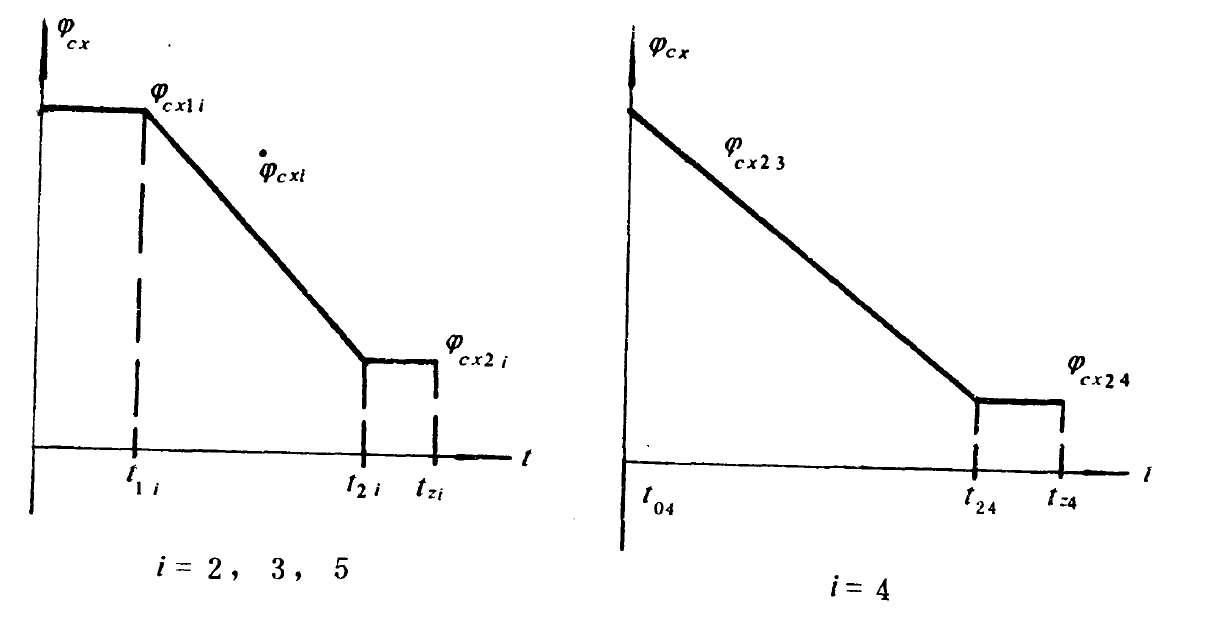 φcx
φcx1i
φ̇cxi
φcx2i
t
t1i
t2i
tzi
i = 2, 3, 5
φcx
φcx23
φcx24
t
t04
t24
tz4
i = 4